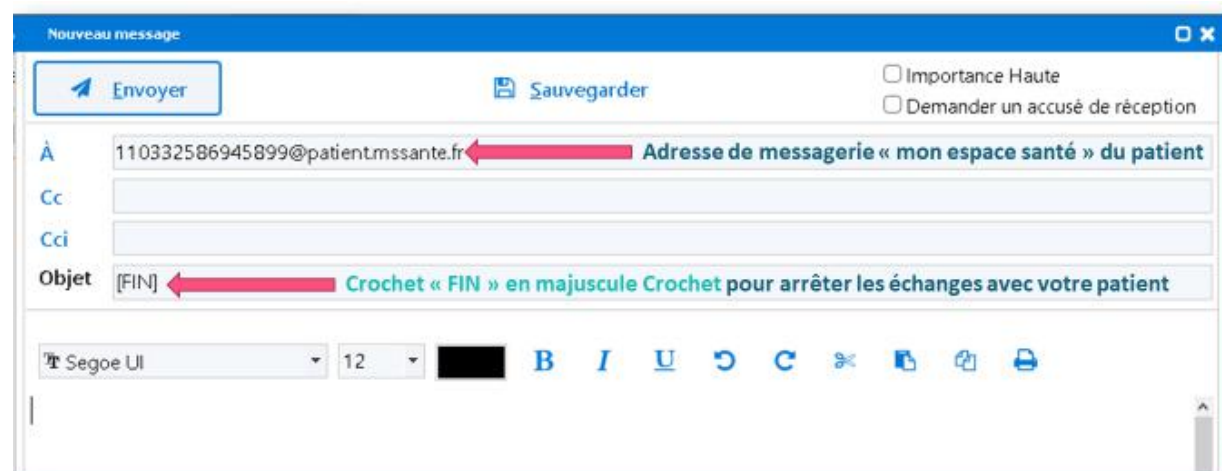 Nouveau message
Envoyer
Sauvegarder
Importance Haute
Demander un accusé de réception
À 110332586945899@patient.mssante.fr Adresse de messagerie « mon espace santé » du patient
Cc
Cci
Objet [FIN] Crochet « FIN » en majuscule Crochet pour arrêter les échanges avec votre patient
Segoe UI 12 B I U